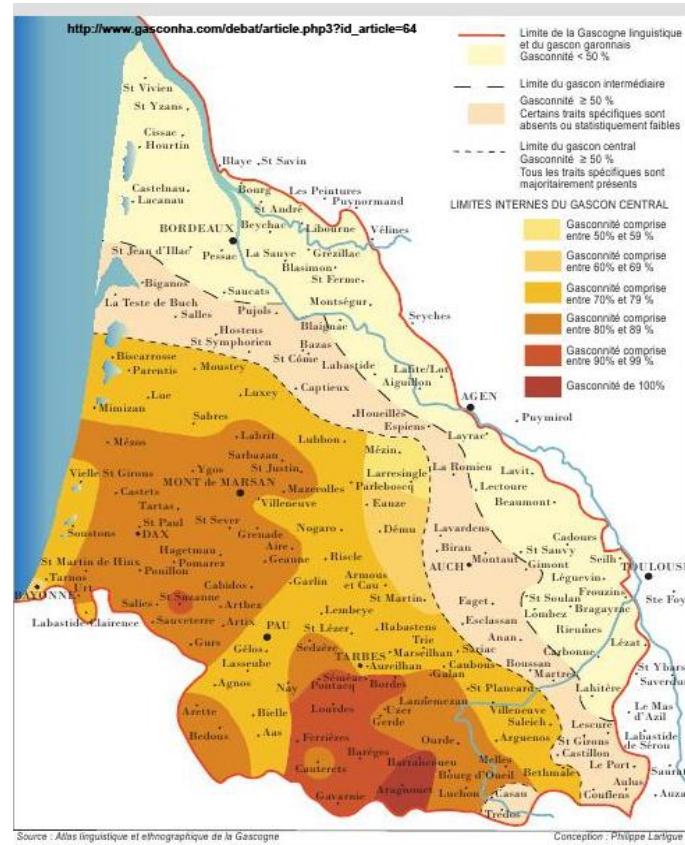 http://www.gasconha.com/debat/article.php3?id_article=64
Limite de la Gascogne linguistique
et du gascon garonnais
Gasconnité < 50 %
Limite du gascon intermédiaire
Gasconnité ≥ 50 %
Certains traits spécifiques sont
absents ou statistiquement faibles
Limite du gascon central
Gasconnité ≥ 50 %
Tous les traits spécifiques sont
majoritairement présents
LIMITES INTERNES DU GASCON CENTRAL
Gasconnité comprise
entre 50% et 59 %
Gasconnité comprise
entre 60% et 69 %
Gasconnité comprise
entre 70% et 79 %
Gasconnité comprise
entre 80% et 89 %
Gasconnité comprise
entre 90% et 99 %
Gasconnité de 100%
St Vivien
St Yzans
Cissac
Hourtin
Blaye St Savin
Castelnau
Lacanau
Bourg Les Peintures
St André Puynormand
Beychac Libourne
BORDEAUX Vélines
St Jean d'Illac Pessac La Sauve Grézillac
Blasimon
Biganos St Ferme
Saucats
La Teste de Buch Pujols Montségur
Salles Blaignac Seyches
Hostens
St Symphorien Bazas
Biscarrosse St Côme
Parentis Moustey Labastide Lafite/Lot
Aiguillon
Luc Luxey Captieux AGEN
Mimizan Houeillès
Sabres Espiens Puymirol
Layrac
Mézos Labrit Lubbon Mézin
Sarbazan La Romieu Lavit
Vielle St Girons Ygos St Justin Larressingle Lectoure
MONT de MARSAN Mazerolles Parleboscq Beaumont
Castets Villeneuve Eauze
Tartas
St Paul St Sever Lavardens
Soustons DAX Nogaro Dému Cadours
Grenade Biran St Sauvy
Hagetmau Aire Seilh
St Martin de Hinx Pomarez Geaune Riscle AUCH Montaut Gimont TOULOUSE
Pouillon Léguevin
Tarnos Cabidos Garlin Armous
et Cau Frouzins
BAYONNE Urt St Suzanne St Martin Faget St Soulan Ste Foy
Salies Arthez Lombez Bragayrac
Labastide Clairence Lembeye Esclassan
Sauveterre Artix PAU St Lézer Rabastens Anan Rieumes
Gurs Trie
Gélos Sedzère Marseilhan Sariac Lézat
TARBES Carbonne
Lasseube Aureilhan Caubous Boussan St Ybars
Séméac Galan Martres Saverdun
Agnos Nay Pontacq Bordes St Plancard Lahitère
Lannemezan Le Mas
d'Azil
Arette Bielle Lourdes Uzer Villeneuve
Gerde Saleich Lescure
Bedous Aas Ferrières Ourde Arguenos St Girons Labastide
de Sérou
Castillon
Barèges Melles Le Port
Cauterets Barrancoueu Bourg d'Oueil Bethmale Aulus Saurat
Aragnouet Luchon Casau Couflens Auza
Gavarnie Trédos
Source : Atlas linguistique et ethnographique de la Gascogne
Conception : Philippe Lartigue